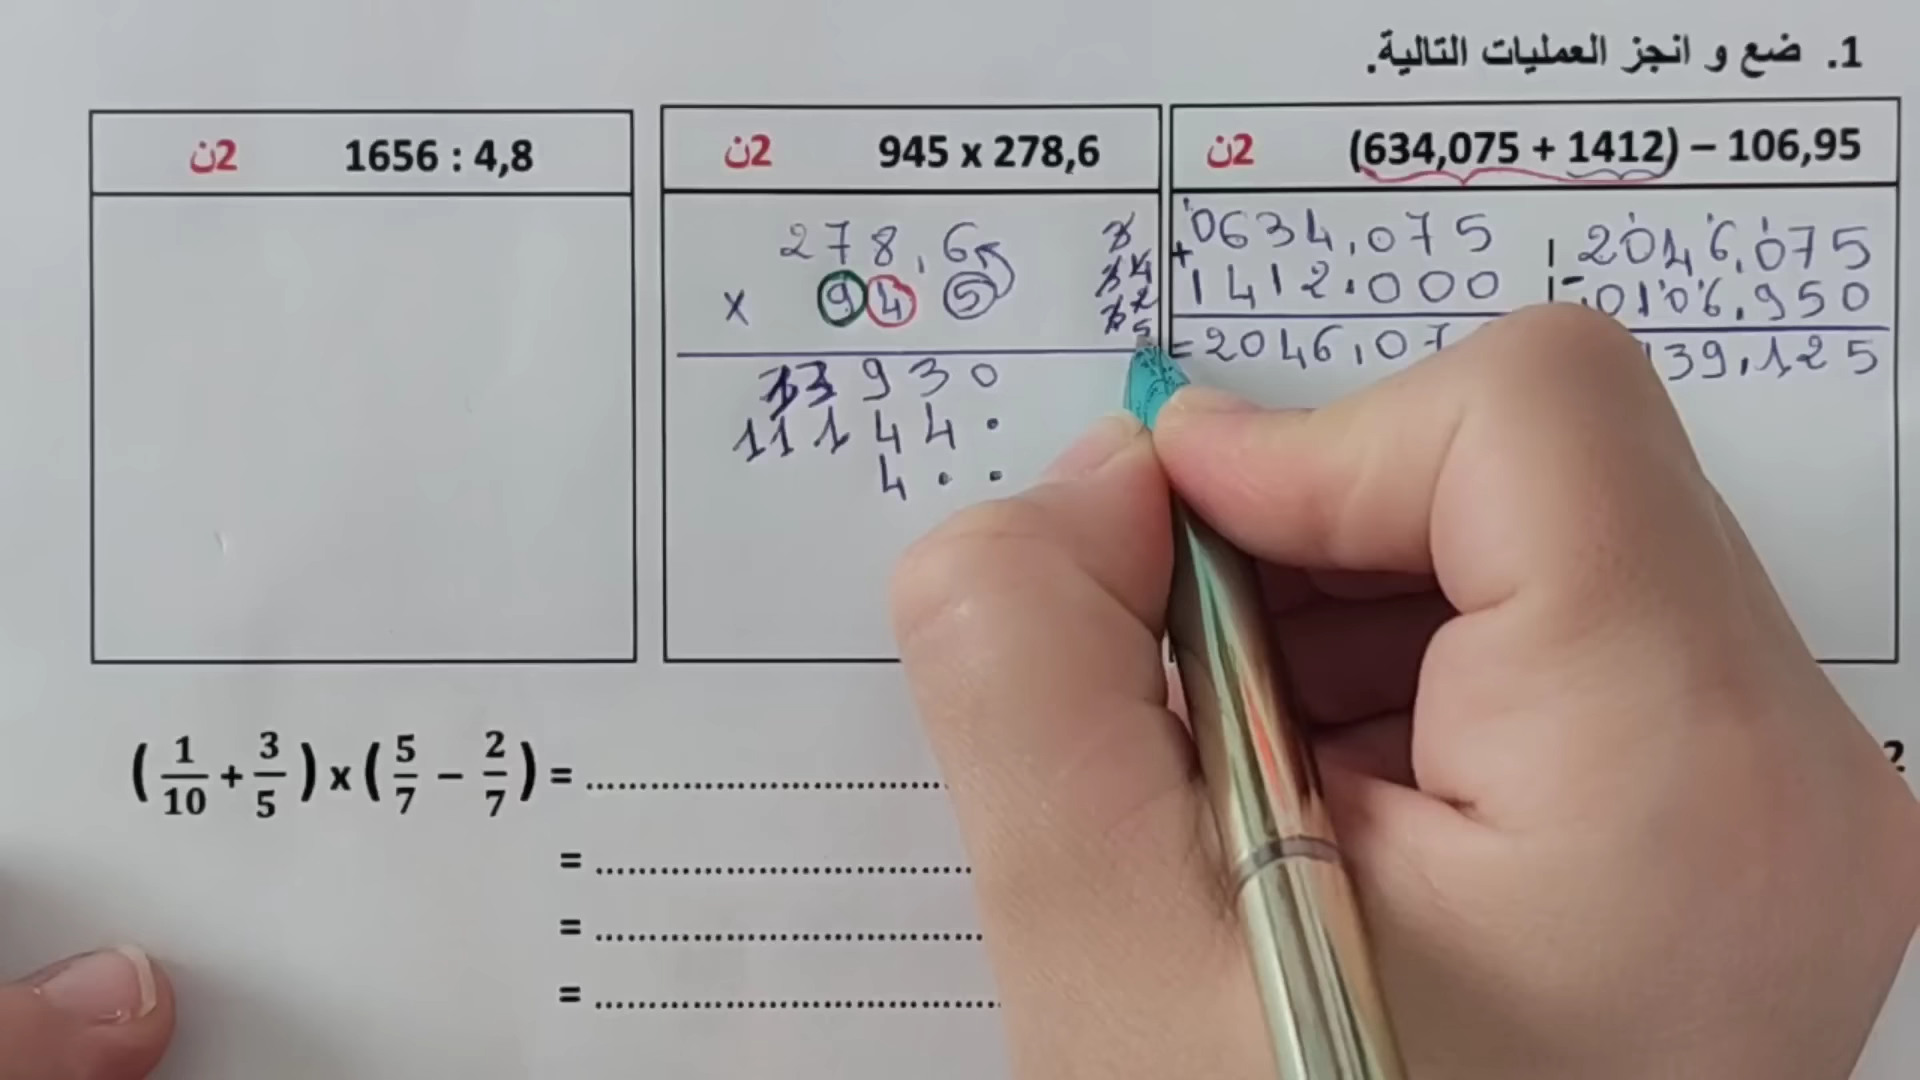 1. ضع و انجز العمليات التالية.
(634,075 + 1412) – 106,95 2ن
0634,075
+ 1412,000
= 2046,07
2046,075
- 0106,950
39,125
945 x 278,6 2ن
278,6
x 945
13930
11144.
4..
1656 : 4,8 2ن
(1/10 + 3/5) x (5/7 – 2/7) = ..........
= ..........
= ..........
= ..........